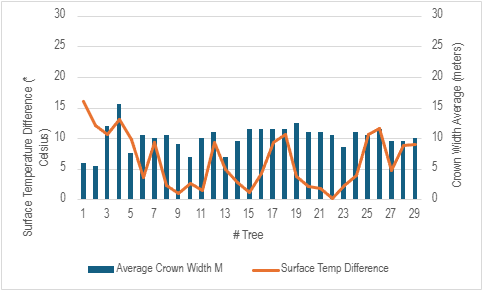 30 30
25 25
20 20
15 15
10 10
5 5
0 0
Surface Temperature Difference (°
Celsius)
Crown Width Average (meters)
1 3 5 7 9 11 13 15 17 19 21 23 25 27 29
# Tree
Average Crown Width M Surface Temp Difference